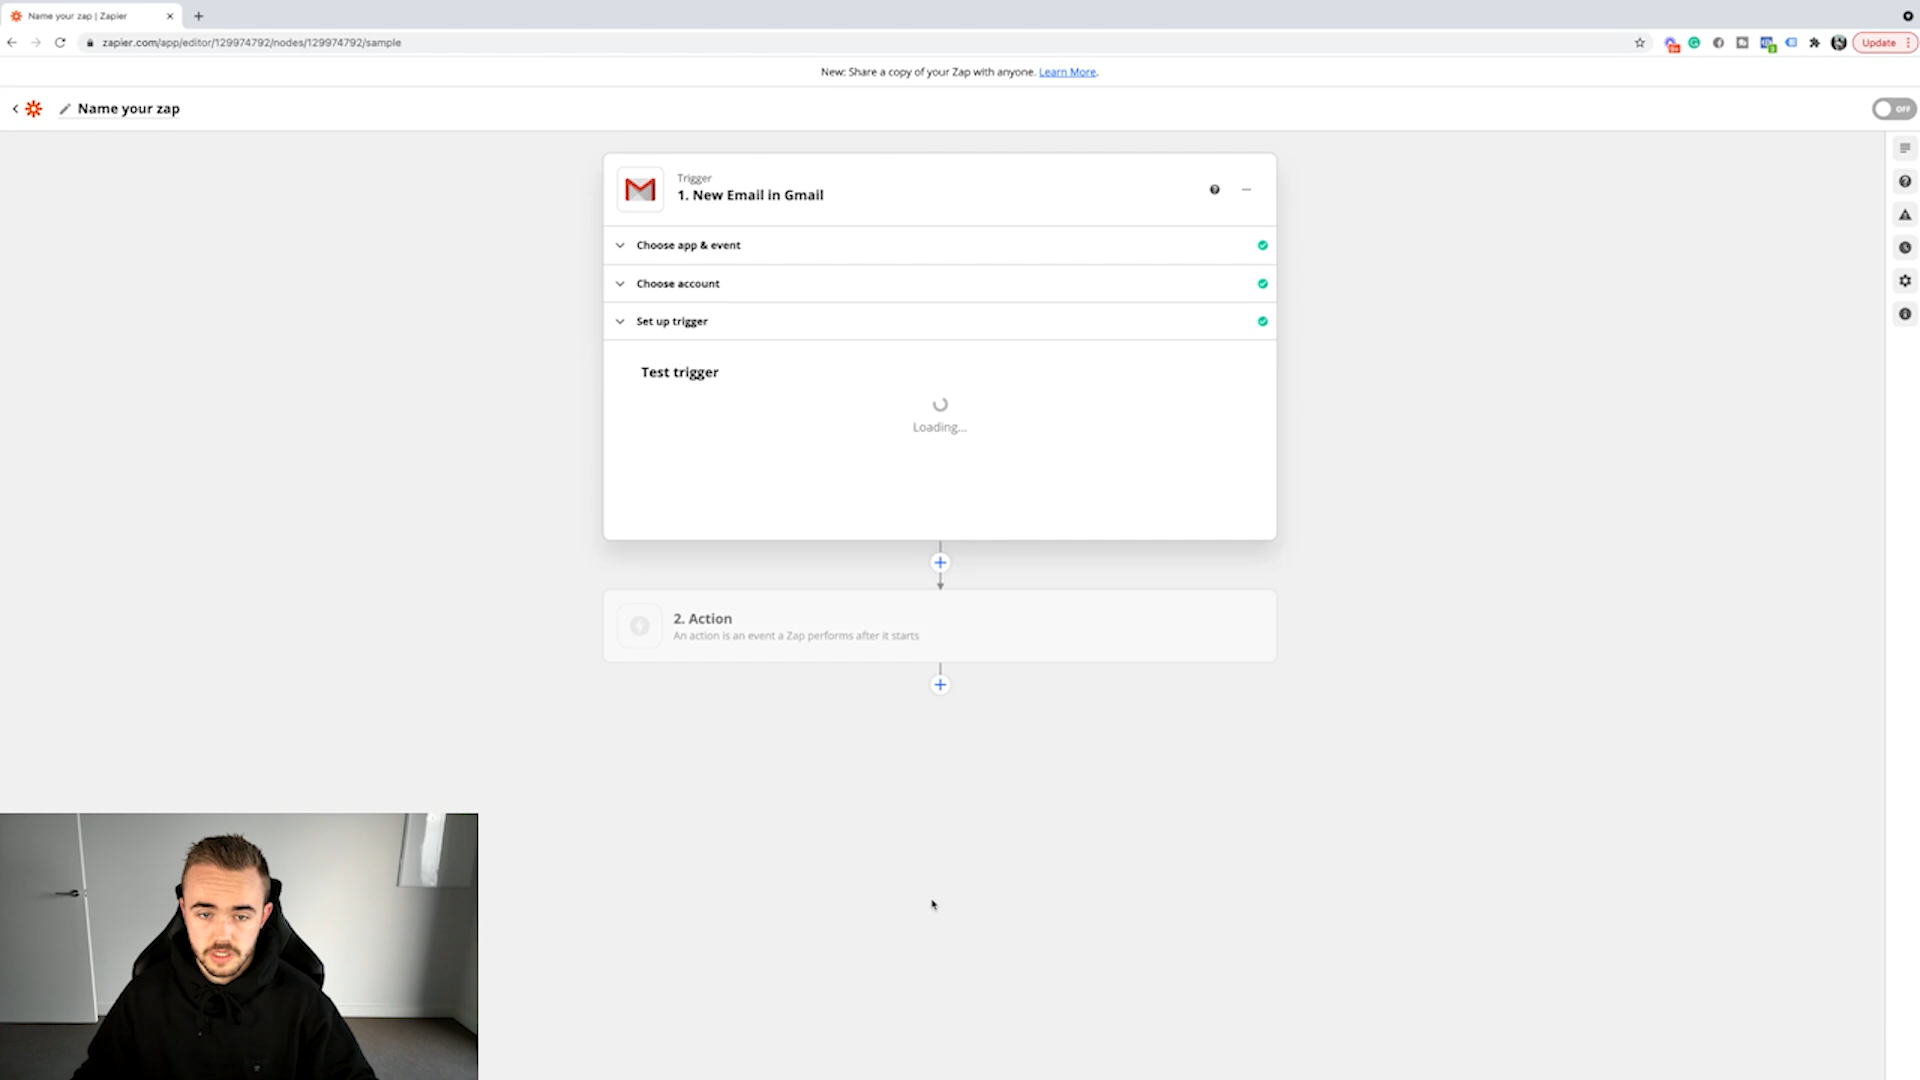 Name your zap | Zapier
zapier.com/app/editor/129974792/nodes/129974792/sample
Update
New: Share a copy of your Zap with anyone. Learn More.
Name your zap
OFF
Trigger
1. New Email in Gmail
Choose app & event
Choose account
Set up trigger
Test trigger
Loading...
2. Action
An action is an event a Zap performs after it starts